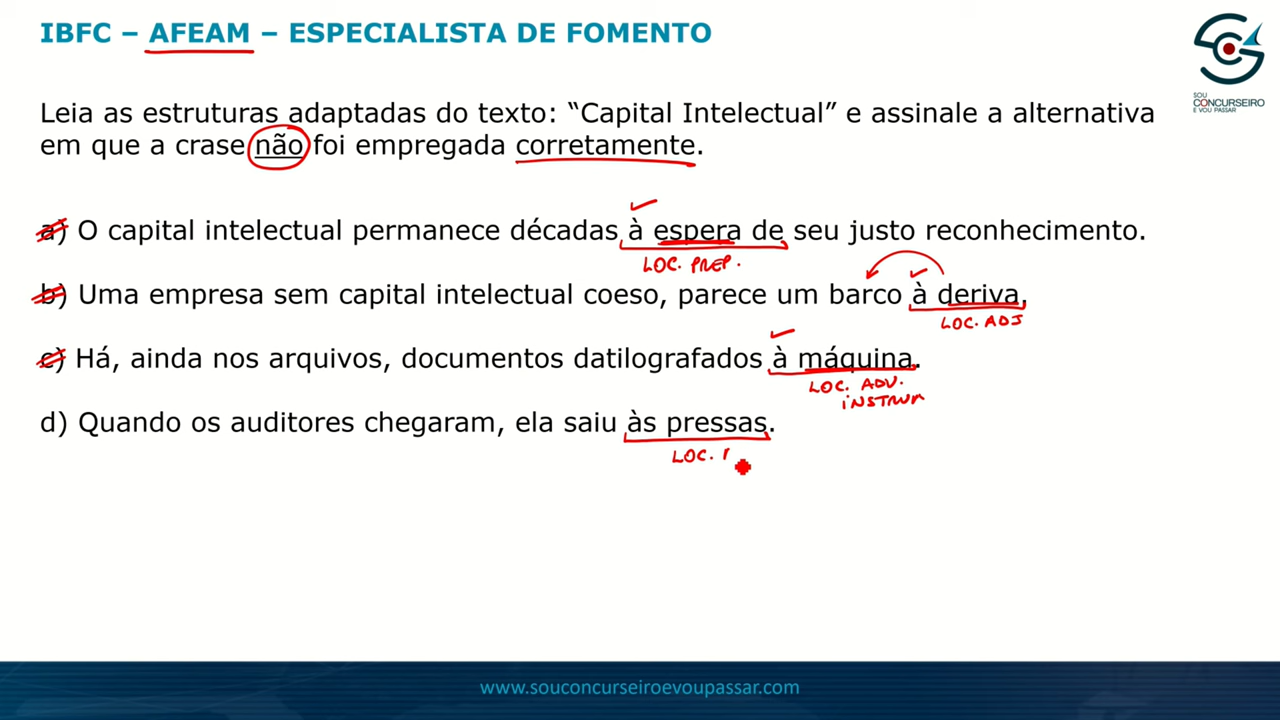 IBFC – AFEAM – ESPECIALISTA DE FOMENTO
SOU
CONCURSEIRO
E VOU PASSAR
Leia as estruturas adaptadas do texto: “Capital Intelectual” e assinale a alternativa
em que a crase não foi empregada corretamente.
a) O capital intelectual permanece décadas à espera de seu justo reconhecimento.
LOC. PREP.
b) Uma empresa sem capital intelectual coeso, parece um barco à deriva.
LOC. ADJ
c) Há, ainda nos arquivos, documentos datilografados à máquina.
LOC. ADV.
INSTRUM
d) Quando os auditores chegaram, ela saiu às pressas.
LOC.
www.souconcurseiroevoupassar.com